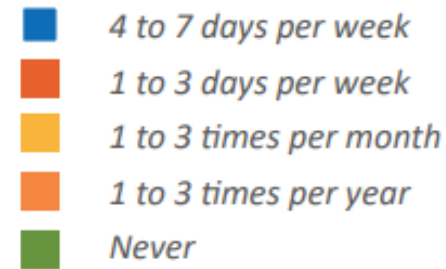 4 to 7 days per week
1 to 3 days per week
1 to 3 times per month
1 to 3 times per year
Never